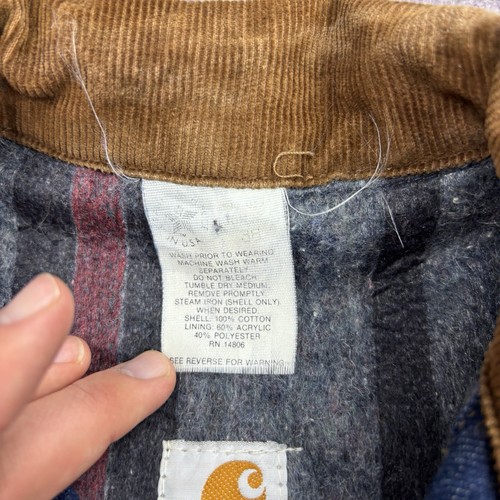 IN USA
WASH PRIOR TO WEARING
MACHINE WASH WARM
SEPARATELY.
DO NOT BLEACH.
TUMBLE DRY MEDIUM.
REMOVE PROMPTLY.
STEAM IRON (SHELL ONLY)
WHEN DESIRED.
SHELL: 100% COTTON
LINING: 60% ACRYLIC
40% POLYESTER
RN 14806
SEE REVERSE FOR WARNING